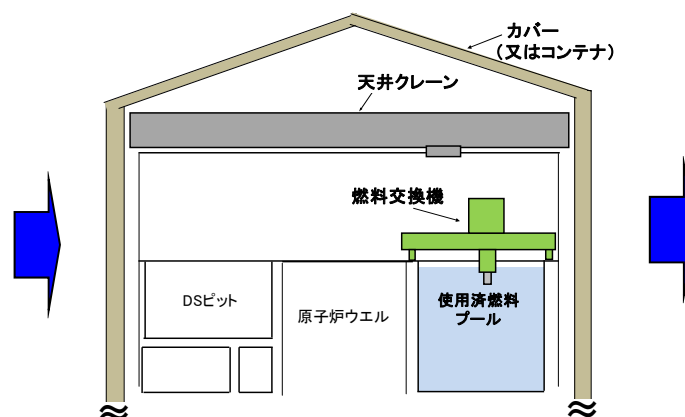 カバー
(又はコンテナ)
天井クレーン
燃料交換機
DSピット
原子炉ウエル
使用済燃料
プール